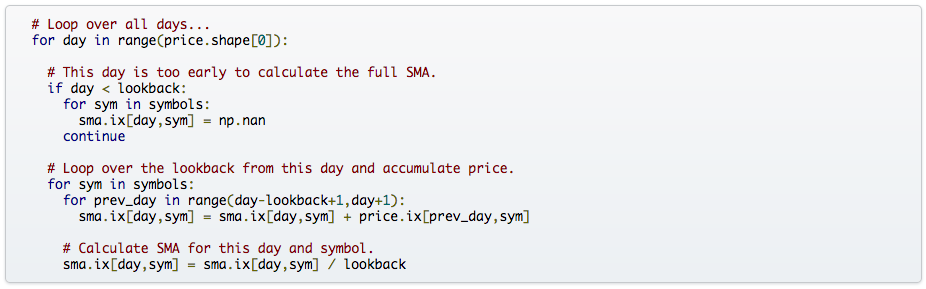 # Loop over all days...
for day in range(price.shape[0]):
# This day is too early to calculate the full SMA.
if day < lookback:
for sym in symbols:
sma.ix[day,sym] = np.nan
continue
# Loop over the lookback from this day and accumulate price.
for sym in symbols:
for prev_day in range(day-lookback+1,day+1):
sma.ix[day,sym] = sma.ix[day,sym] + price.ix[prev_day,sym]
# Calculate SMA for this day and symbol.
sma.ix[day,sym] = sma.ix[day,sym] / lookback